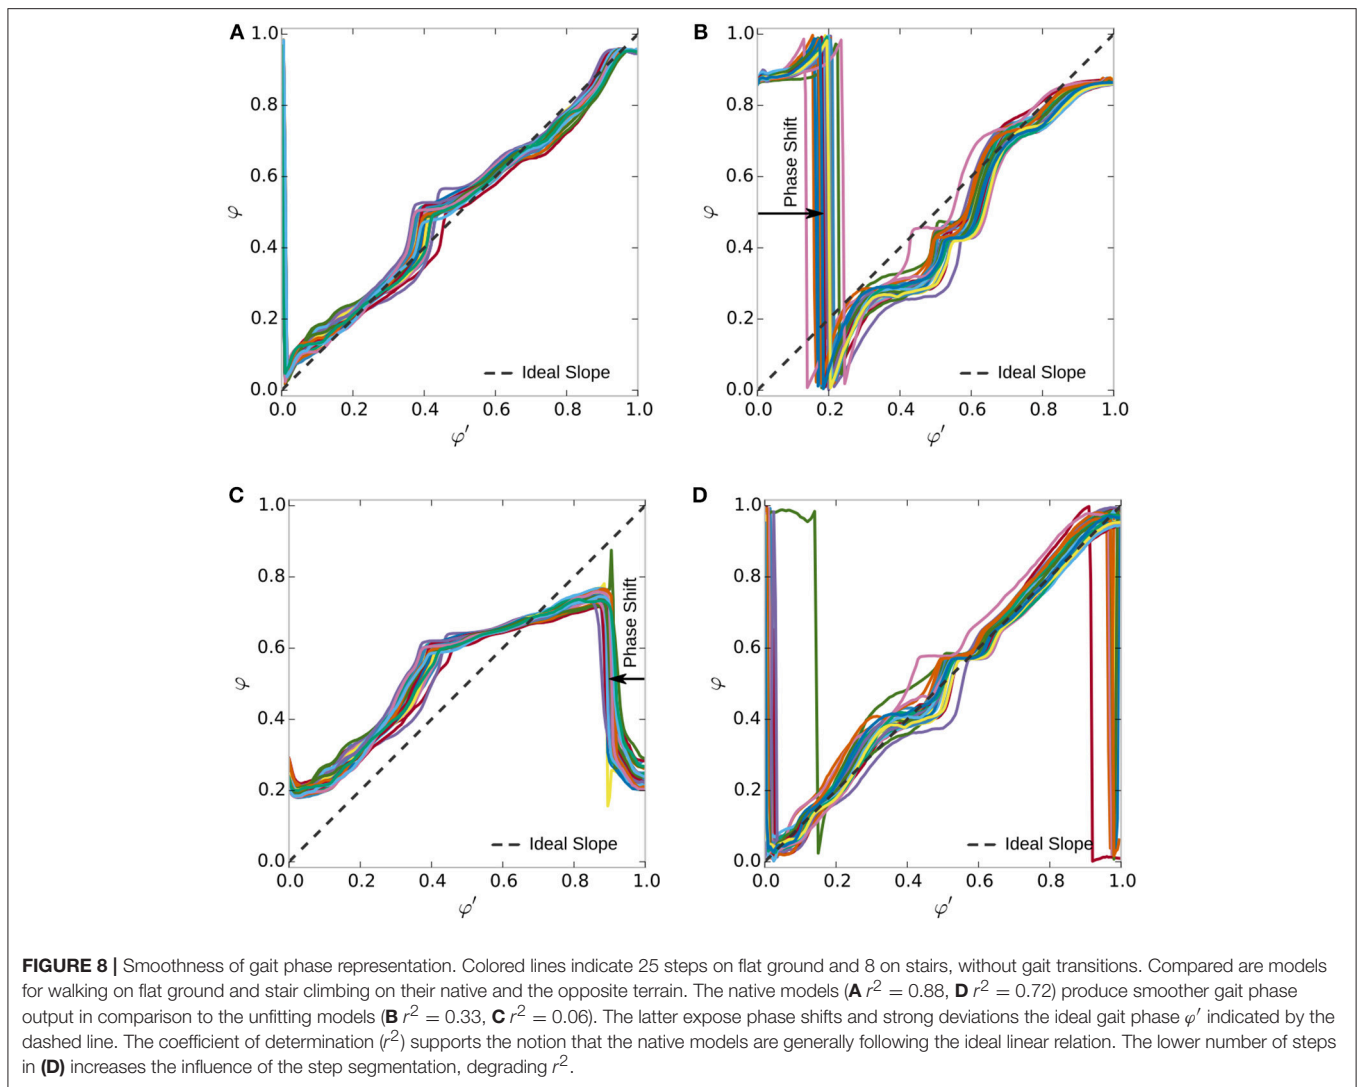 A
1.0
0.8
0.6
0.4
0.2
0.0
φ
0.0 0.2 0.4 0.6 0.8 1.0
φ′
Ideal Slope
B
1.0
0.8
0.6
0.4
0.2
0.0
φ
Phase Shift
0.0 0.2 0.4 0.6 0.8 1.0
φ′
Ideal Slope
C
1.0
0.8
0.6
0.4
0.2
0.0
φ
Phase Shift
0.0 0.2 0.4 0.6 0.8 1.0
φ′
Ideal Slope
D
1.0
0.8
0.6
0.4
0.2
0.0
φ
0.0 0.2 0.4 0.6 0.8 1.0
φ′
Ideal Slope
FIGURE 8 | Smoothness of gait phase representation. Colored lines indicate 25 steps on flat ground and 8 on stairs, without gait transitions. Compared are models
for walking on flat ground and stair climbing on their native and the opposite terrain. The native models (A r² = 0.88, D r² = 0.72) produce smoother gait phase
output in comparison to the unfitting models (B r² = 0.33, C r² = 0.06). The latter expose phase shifts and strong deviations the ideal gait phase φ′ indicated by the
dashed line. The coefficient of determination (r²) supports the notion that the native models are generally following the ideal linear relation. The lower number of steps
in (D) increases the influence of the step segmentation, degrading r².